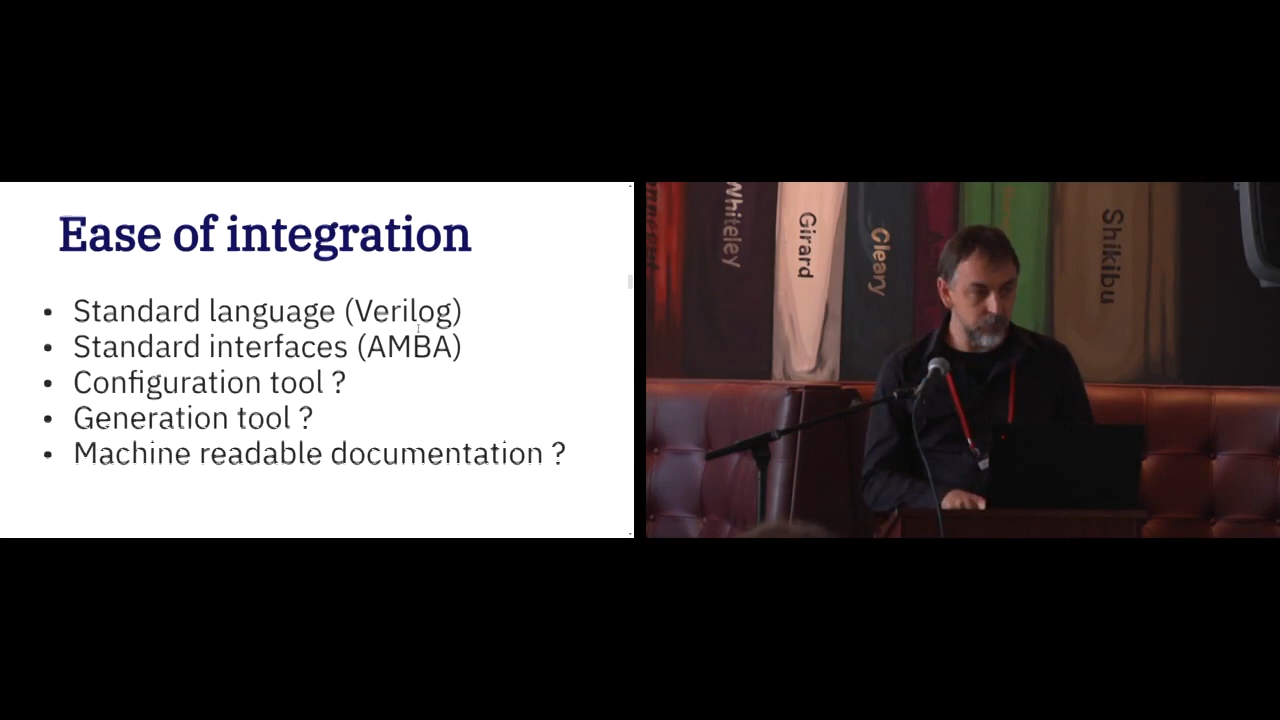 Ease of integration
• Standard language (Verilog)
• Standard interfaces (AMBA)
• Configuration tool ?
• Generation tool ?
• Machine readable documentation ?
Whiteley
Girard
Cleary
Shikibu